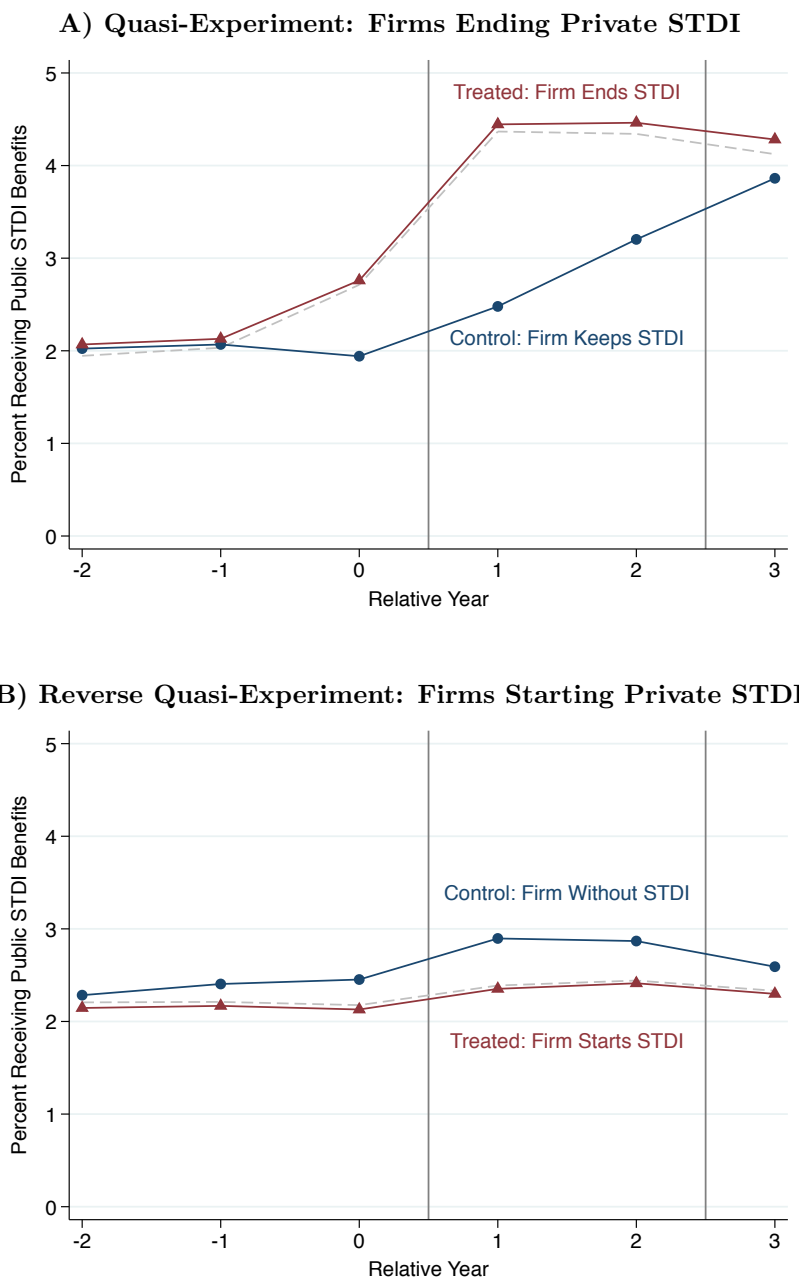 A) Quasi-Experiment: Firms Ending Private STDI
Percent Receiving Public STDI Benefits
5
4
3
2
1
0
Treated: Firm Ends STDI
Control: Firm Keeps STDI
-2 -1 0 1 2 3
Relative Year
B) Reverse Quasi-Experiment: Firms Starting Private STDI
Percent Receiving Public STDI Benefits
5
4
3
2
1
0
Control: Firm Without STDI
Treated: Firm Starts STDI
-2 -1 0 1 2 3
Relative Year